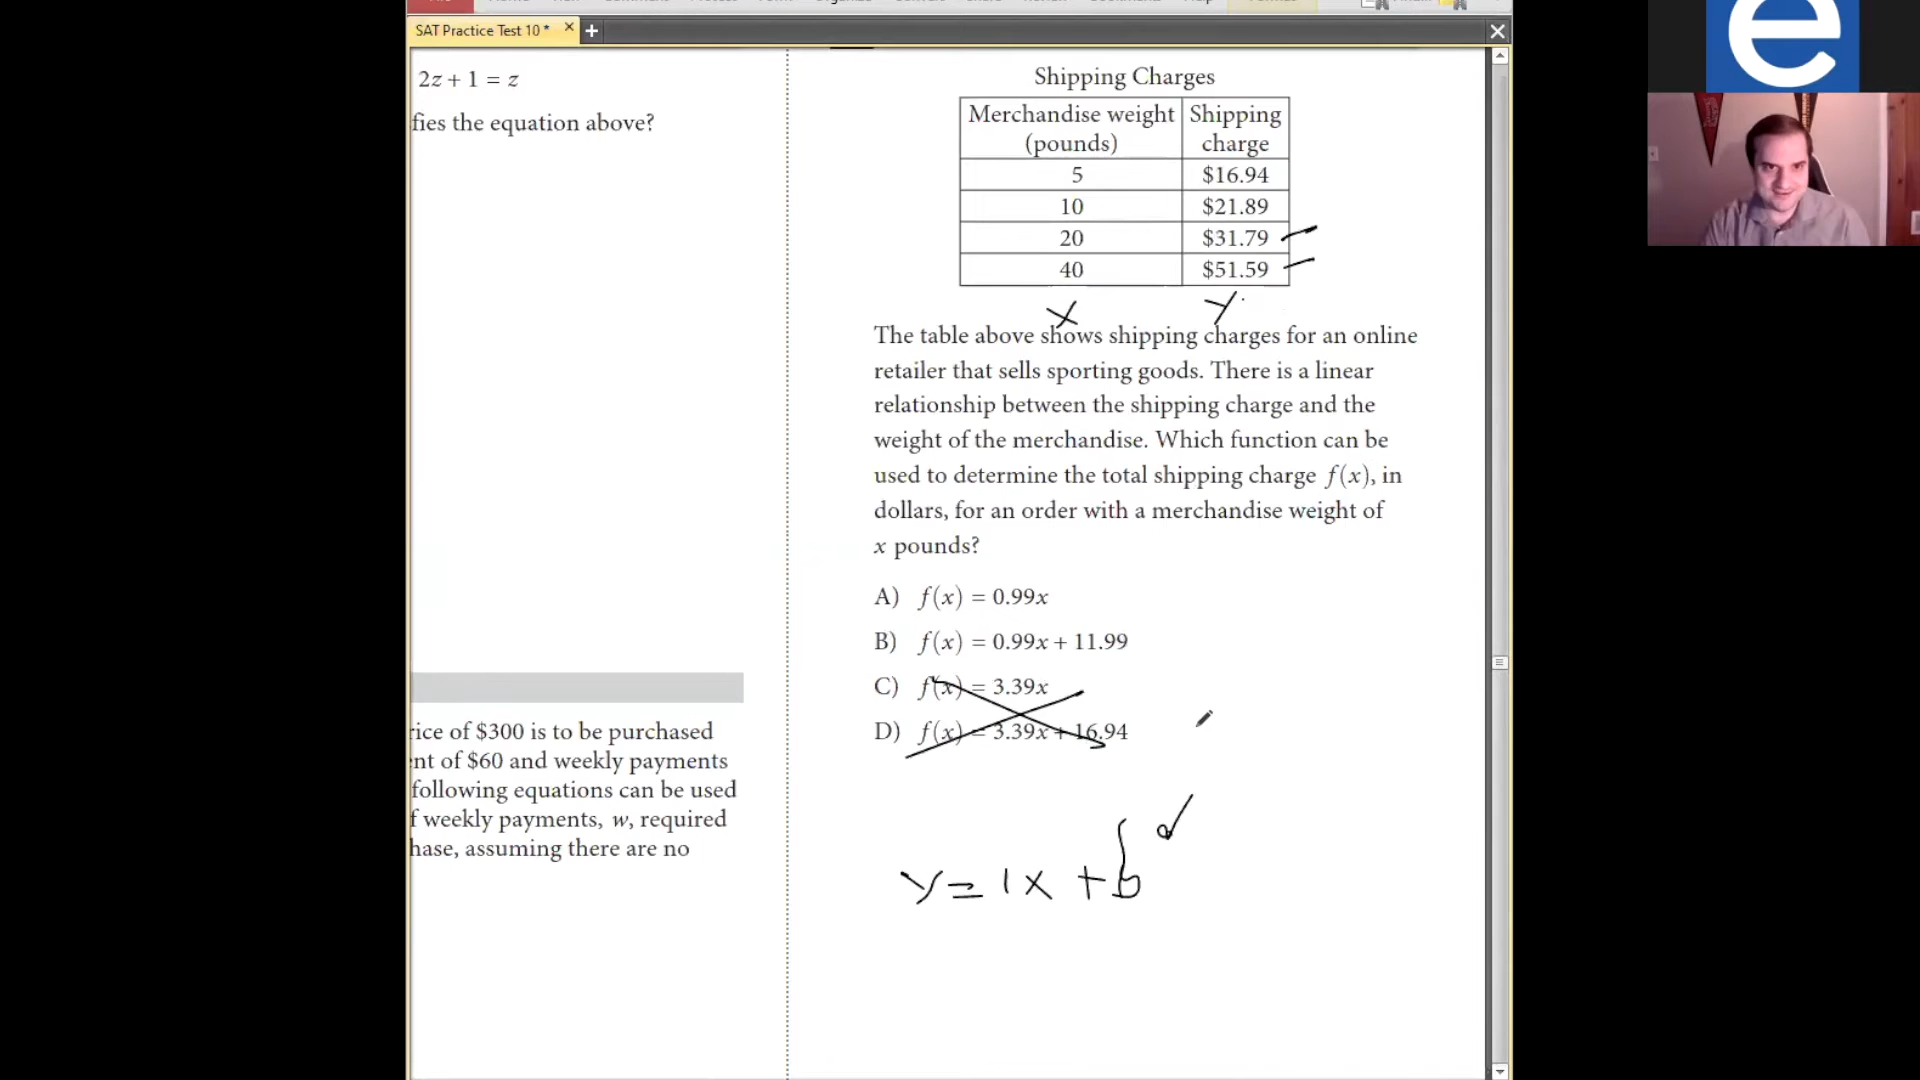 SAT Practice Test 10 *
2z + 1 = z
fies the equation above?
rice of $300 is to be purchased
nt of $60 and weekly payments
following equations can be used
f weekly payments, w, required
hase, assuming there are no
Shipping Charges
Merchandise weight (pounds) Shipping charge
5 $16.94
10 $21.89
20 $31.79
40 $51.59
X Y
The table above shows shipping charges for an online
retailer that sells sporting goods. There is a linear
relationship between the shipping charge and the
weight of the merchandise. Which function can be
used to determine the total shipping charge f(x), in
dollars, for an order with a merchandise weight of
x pounds?
A) f(x) = 0.99x
B) f(x) = 0.99x + 11.99
C) f(x) = 3.39x
D) f(x) = 3.39x + 16.94
y = 1x + b
e